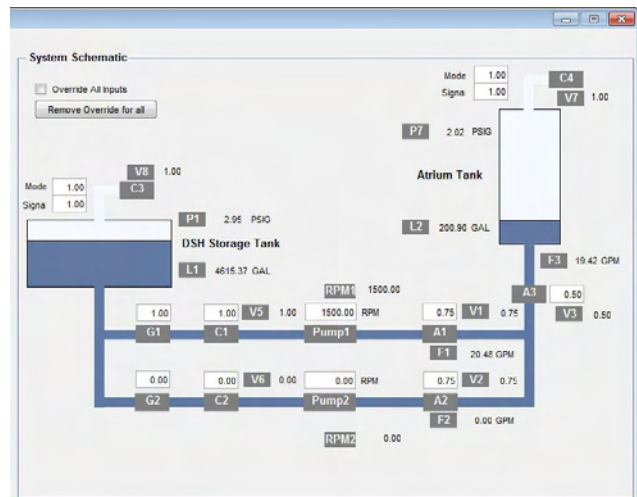 System Schematic
Override All Inputs
Remove Override for all
Mode 1.00 C4
Signa 1.00 V7 1.00
P7 2.02 PSIG
Atrium Tank
V8 1.00
Mode 1.00 C3
Signa 1.00
P1 2.95 PSIG
DSH Storage Tank
L2 200.90 GAL
L1 4615.37 GAL
F3 19.42 GPM
RPM1 1500.00
A3 0.50
V3 0.50
1.00 1.00 V5 1.00 1500.00 RPM 0.75 V1 0.75
G1 C1 Pump1 A1
F1 20.48 GPM
0.00 0.00 V6 0.00 0.00 RPM 0.75 V2 0.75
G2 C2 Pump2 A2
F2 0.00 GPM
RPM2 0.00